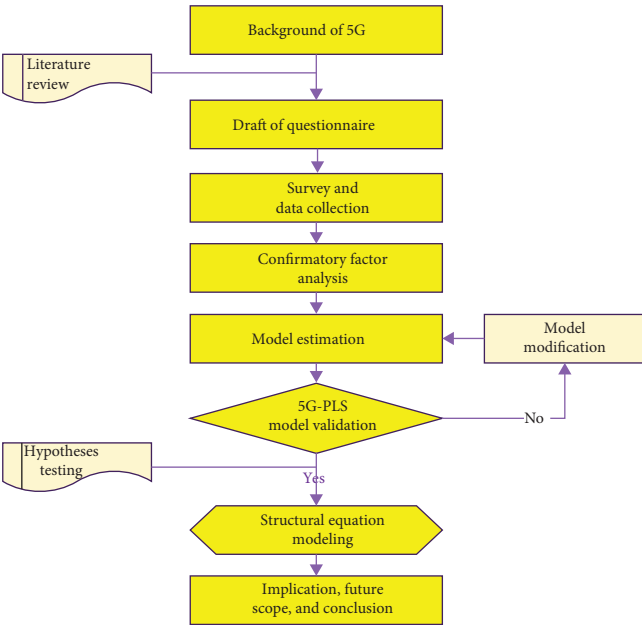 Background of 5G
Literature
review
Draft of questionnaire
Survey and
data collection
Confirmatory factor
analysis
Model estimation
Model
modification
5G-PLS
model validation
No
Hypotheses
testing
Yes
Structural equation
modeling
Implication, future
scope, and conclusion